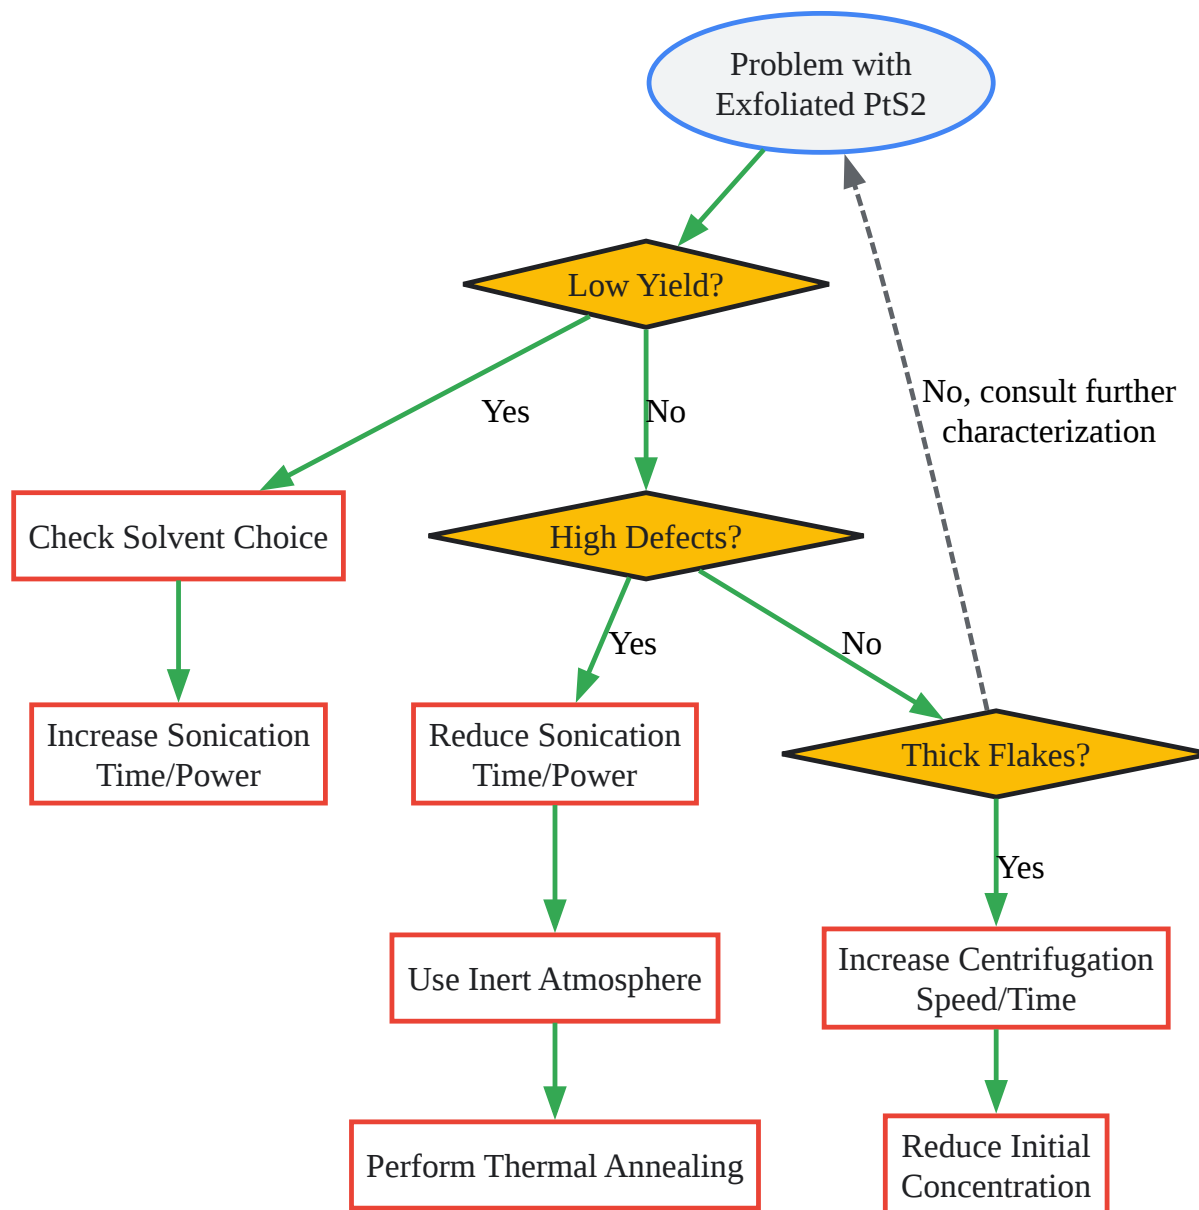 Problem with
Exfoliated PtS2
Low Yield?
No, consult further
characterization
Yes
No
Check Solvent Choice
High Defects?
Yes
No
Increase Sonication
Time/Power
Reduce Sonication
Time/Power
Thick Flakes?
Yes
Use Inert Atmosphere
Increase Centrifugation
Speed/Time
Perform Thermal Annealing
Reduce Initial
Concentration